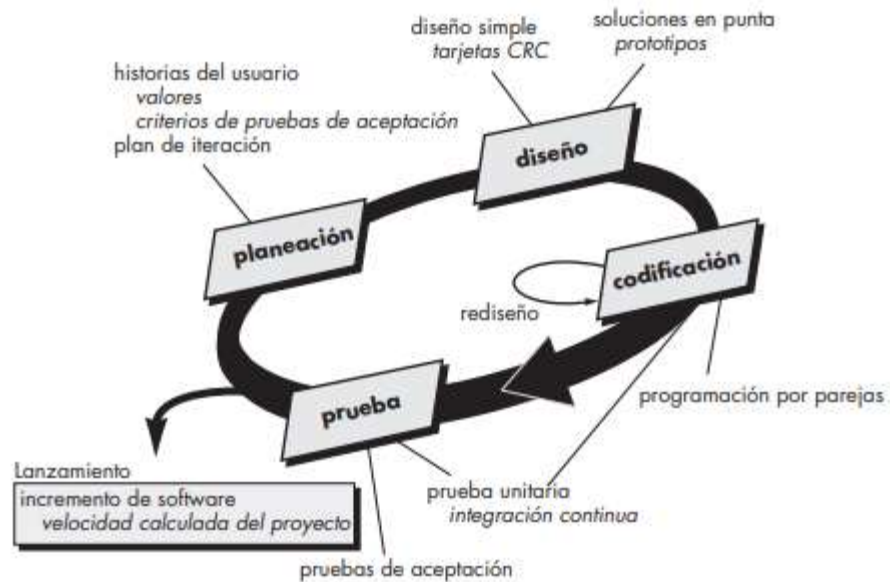 diseño simple
tarjetas CRC
soluciones en punta
prototipos
historias del usuario
valores
criterios de pruebas de aceptación
plan de iteración
diseño
planeación
codificación
rediseño
prueba
programación por parejas
Lanzamiento
incremento de software
velocidad calculada del proyecto
prueba unitaria
integración continua
pruebas de aceptación